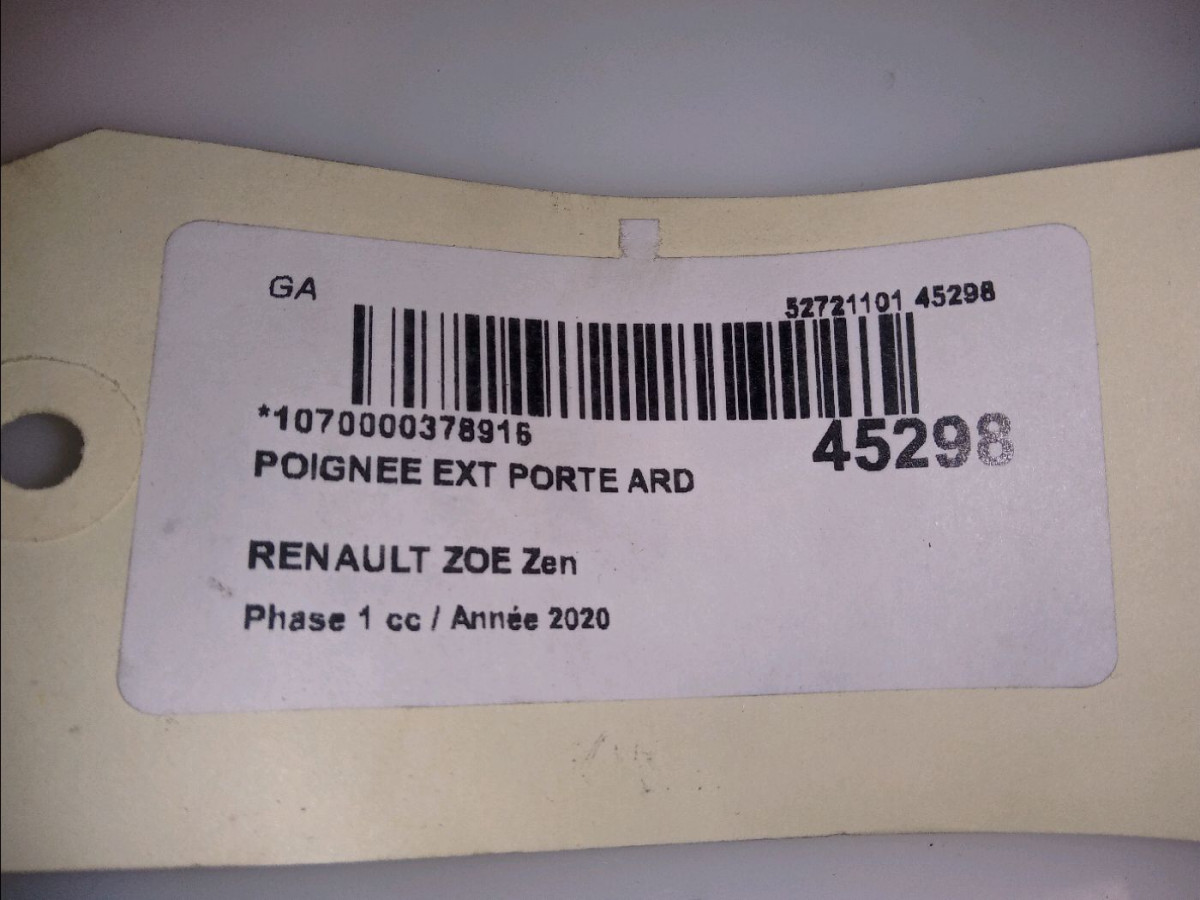 GA
52721101 45298
*1070000378916
45298
POIGNEE EXT PORTE ARD
RENAULT ZOE Zen
Phase 1 cc / Année 2020